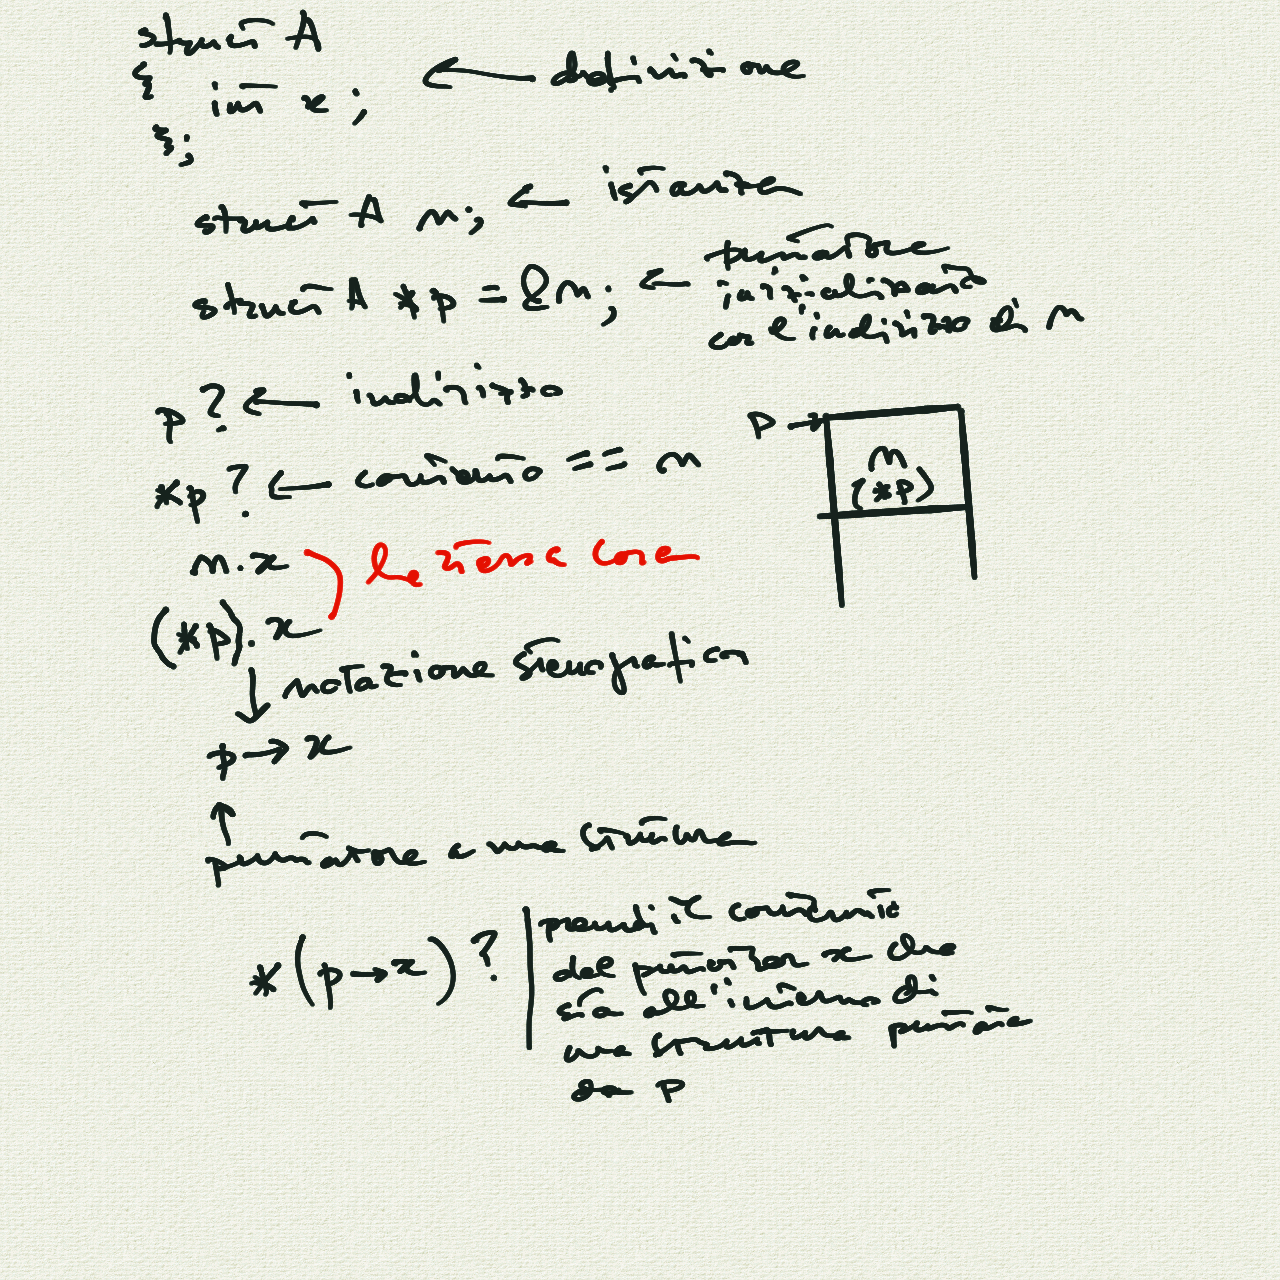 struct A
{ ← definizione
int x;
};
struct A m; ← istanza
struct A *p = &m; ← puntatore
inizializzato
con l'indirizzo di m
p? ← indirizzo
p →
*p? ← contenuto == m
m
(*p)
m.x
la stessa cosa
(*p).x
↓ notazione stenografica
p → x
↑
puntatore a una struttura
*(p→x)? prendi il contenuto
del puntatore x che
sta all'interno di
una struttura puntata
da p